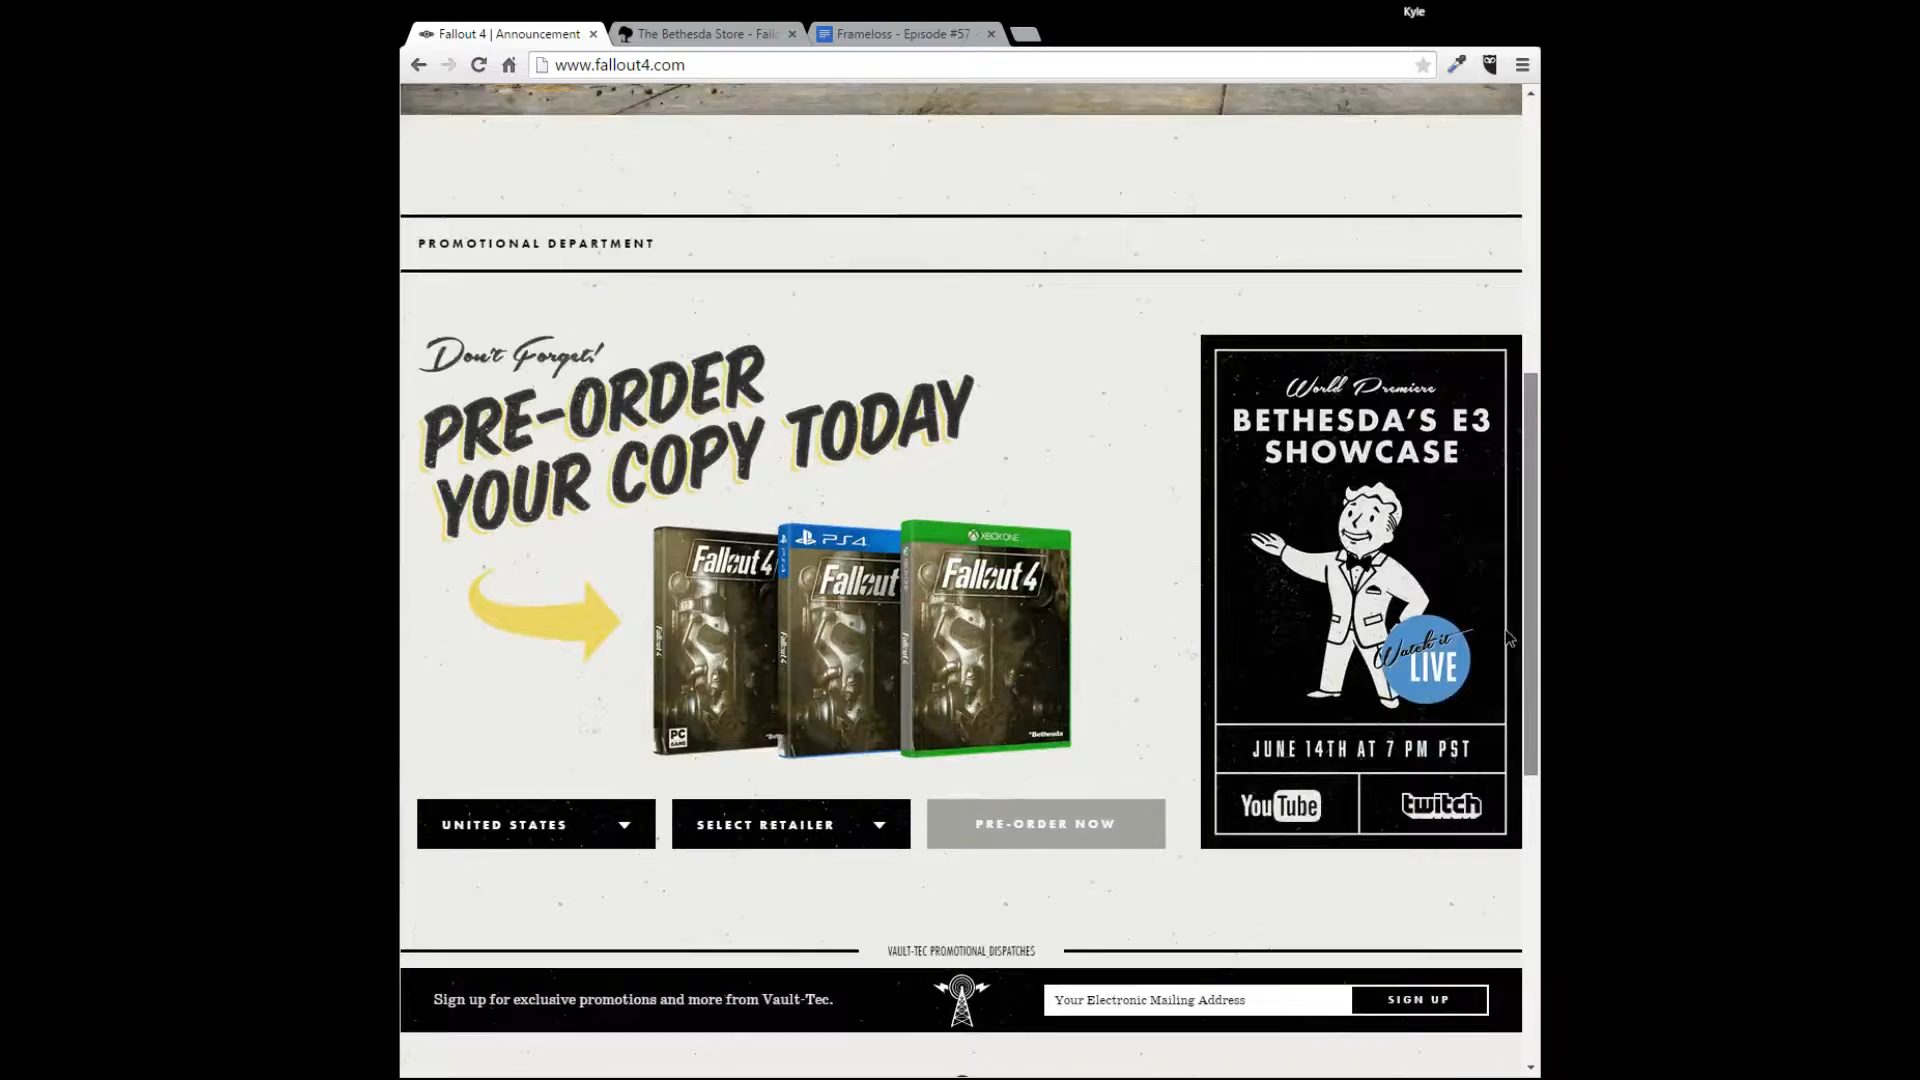 Kyle
Fallout 4 | Announcement
The Bethesda Store - Fall
Frameloss - Episode #57
www.fallout4.com
PROMOTIONAL DEPARTMENT
Don't Forget!
PRE-ORDER
YOUR COPY TODAY
Fallout 4
PC
GAME
PS4
Fallout
XBOX ONE
Fallout 4
Bethesda
World Premiere
BETHESDA'S E3
SHOWCASE
Watch it
LIVE
JUNE 14TH AT 7 PM PST
YouTube
twitch
UNITED STATES
SELECT RETAILER
PRE-ORDER NOW
VAULT-TEC PROMOTIONAL DISPATCHES
Sign up for exclusive promotions and more from Vault-Tec.
Your Electronic Mailing Address
SIGN UP